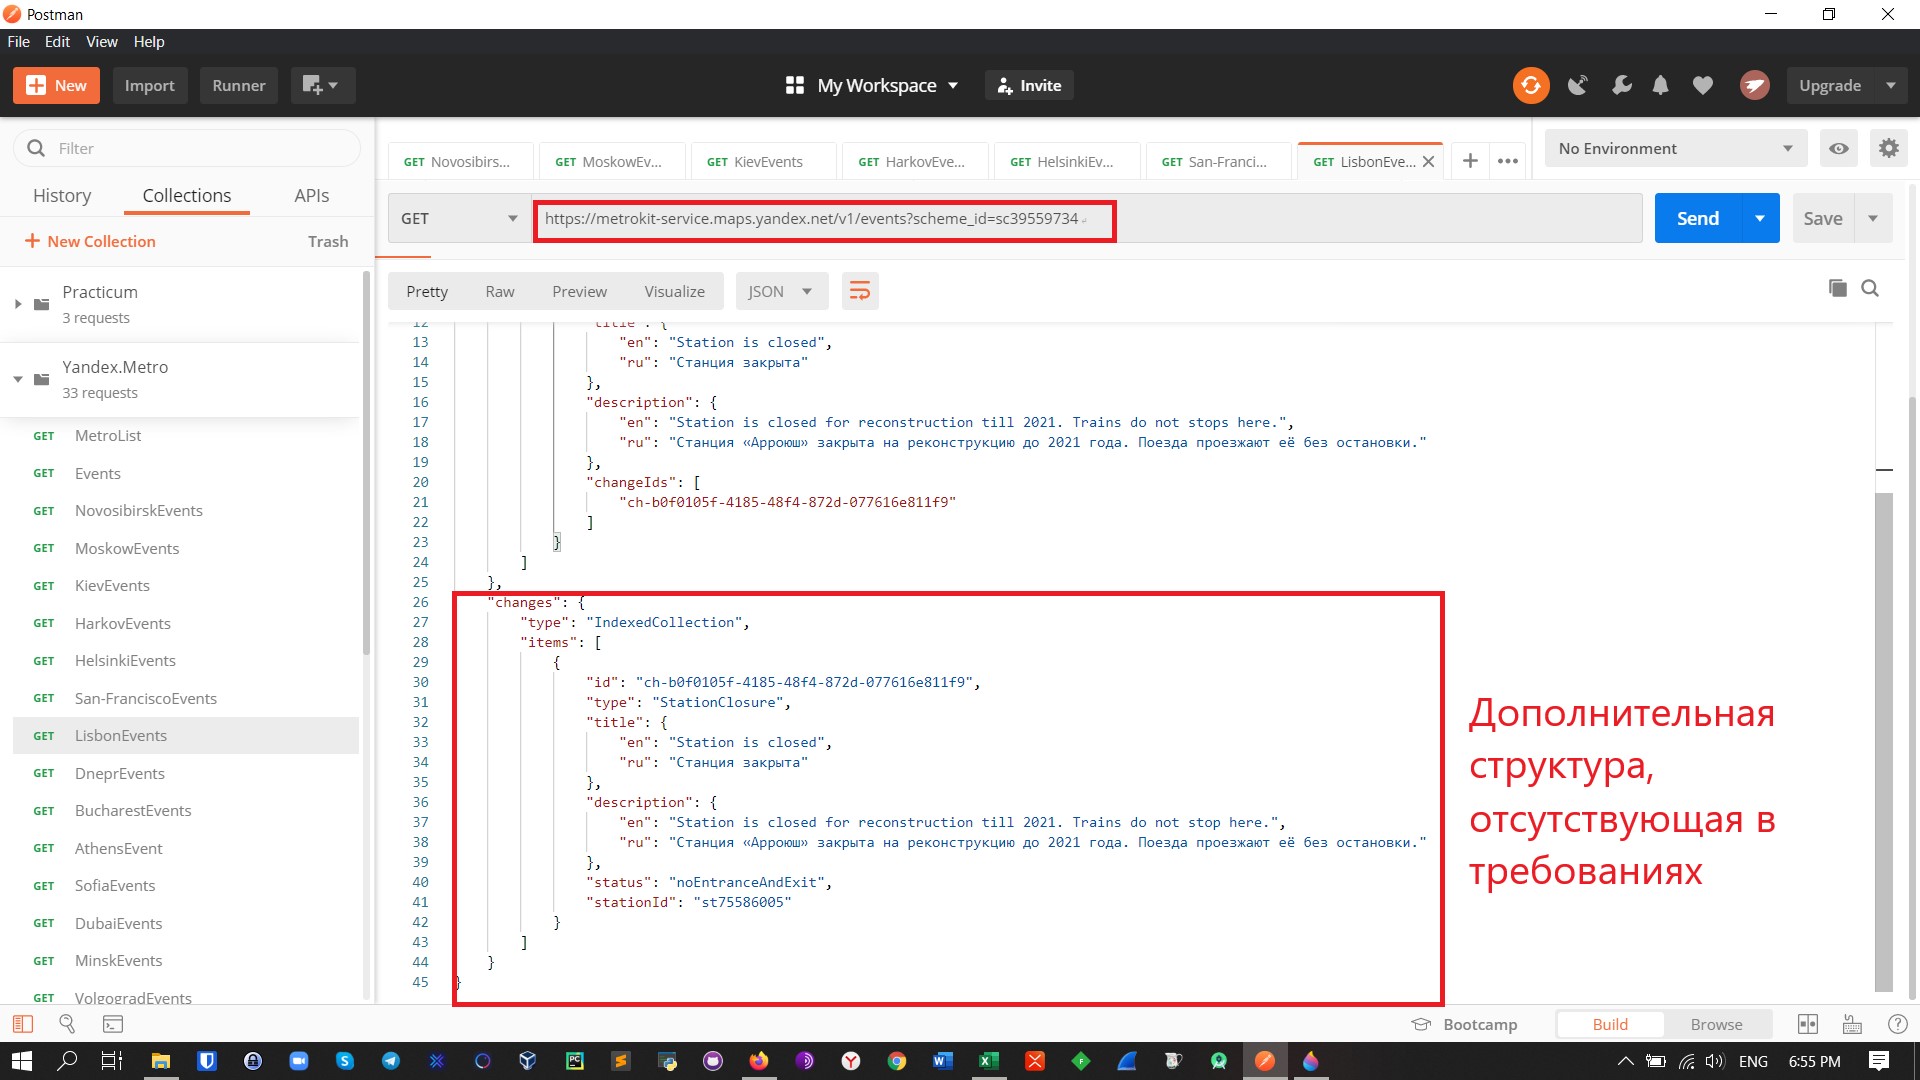 Postman
File Edit View Help
New Import Runner My Workspace Invite Upgrade
Filter
History Collections APIs
New Collection Trash
Practicum
3 requests
Yandex.Metro
33 requests
GET MetroList
GET Events
GET NovosibirskEvents
GET MoskowEvents
GET KievEvents
GET HarkovEvents
GET HelsinkiEvents
GET San-FranciscoEvents
GET LisbonEvents
GET DneprEvents
GET BucharestEvents
GET AthensEvent
GET SofiaEvents
GET DubaiEvents
GET MinskEvents
GET VolgogradEvents
GET Novosibirs... GET MoskowEv... GET KievEvents GET HarkovEve... GET HelsinkiEv... GET San-Franci... GET LisbonEve...
No Environment
GET https://metrokit-service.maps.yandex.net/v1/events?scheme_id=sc39559734 Send Save
Pretty Raw Preview Visualize JSON
12 "title": {
13 "en": "Station is closed",
14 "ru": "Станция закрыта"
15 },
16 "description": {
17 "en": "Station is closed for reconstruction till 2021. Trains do not stops here.",
18 "ru": "Станция «Арроюш» закрыта на реконструкцию до 2021 года. Поезда проезжают её без остановки."
19 },
20 "changeIds": [
21 "ch-b0f0105f-4185-48f4-872d-077616e811f9"
22 ]
23 }
24 ]
25 },
26 "changes": {
27 "type": "IndexedCollection",
28 "items": [
29 {
30 "id": "ch-b0f0105f-4185-48f4-872d-077616e811f9",
31 "type": "StationClosure",
32 "title": {
33 "en": "Station is closed",
34 "ru": "Станция закрыта"
35 },
36 "description": {
37 "en": "Station is closed for reconstruction till 2021. Trains do not stop here.",
38 "ru": "Станция «Арроюш» закрыта на реконструкцию до 2021 года. Поезда проезжают её без остановки."
39 },
40 "status": "noEntranceAndExit",
41 "stationId": "st75586005"
42 }
43 ]
44 }
45 }
Дополнительная
структура,
отсутствующая в
требованиях
Bootcamp Build Browse
ENG 6:55 PM